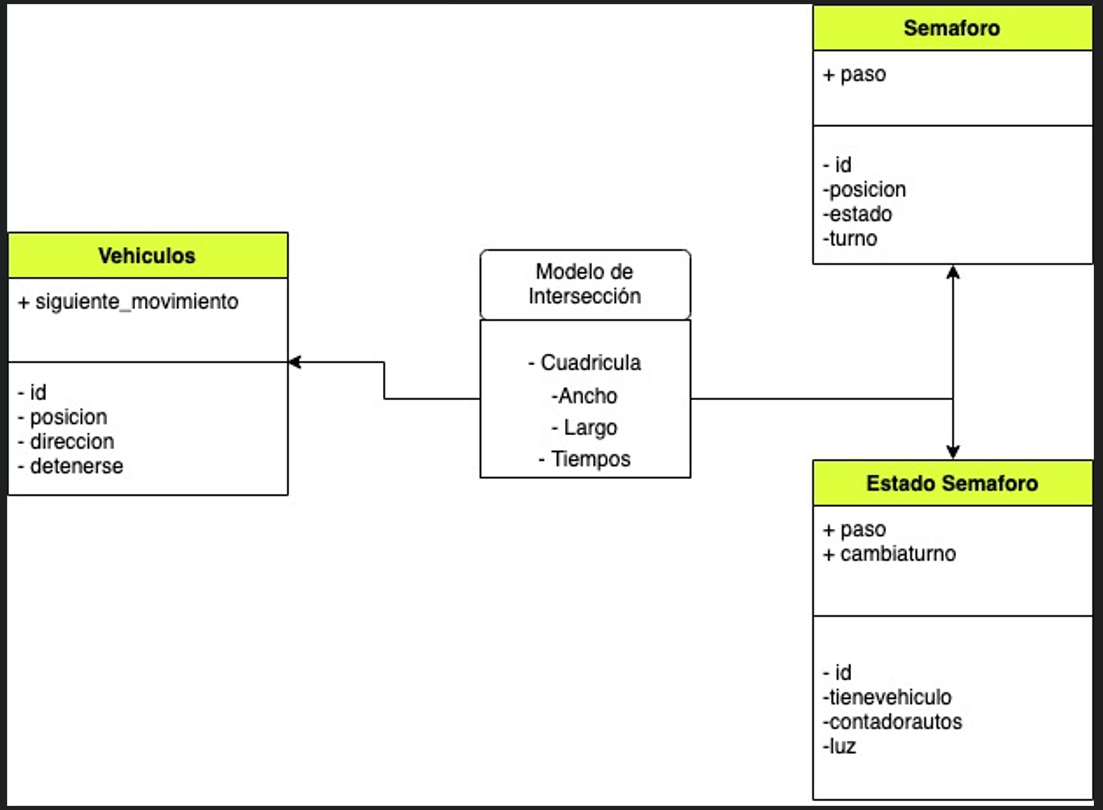 Semaforo
+ paso
- id
-posicion
-estado
-turno
Vehiculos
+ siguiente_movimiento
- id
- posicion
- direccion
- detenerse
Modelo de
Intersección
- Cuadricula
-Ancho
- Largo
- Tiempos
Estado Semaforo
+ paso
+ cambiaturno
- id
-tienevehiculo
-contadorautos
-luz